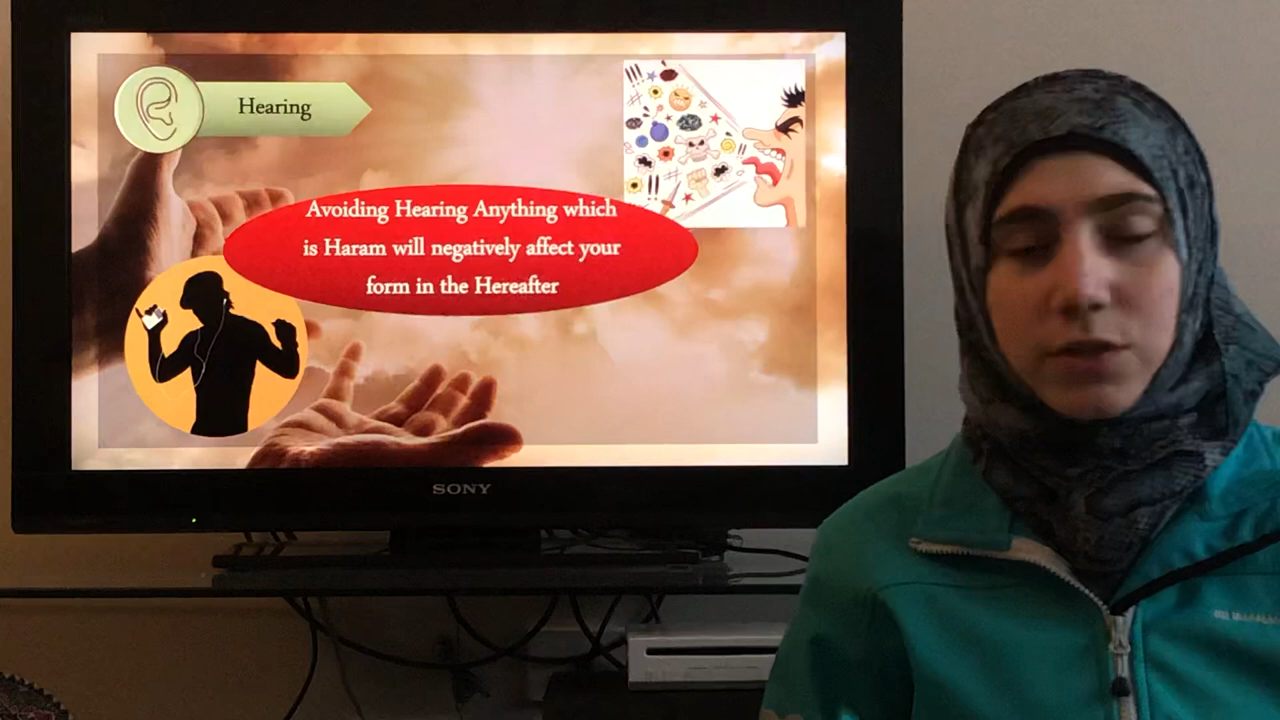 Hearing
Avoiding Hearing Anything which
is Haram will negatively affect your
form in the Hereafter
SONY